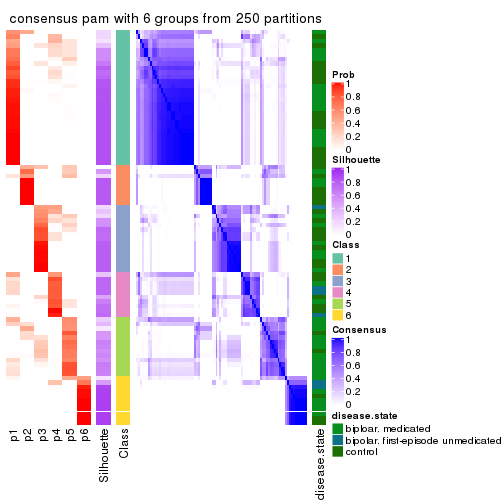 consensus pam with 6 groups from 250 partitions
Prob
1
0.8
0.6
0.4
0.2
0
Silhouette
1
0.8
0.6
0.4
0.2
0
Class
1
2
3
4
5
6
Consensus
1
0.8
0.6
0.4
0.2
0
disease.state
biploar. medicated
bipolar. first-episode unmedicated
control
p1
p2
p3
p4
p5
p6
Silhouette
Class
disease.state